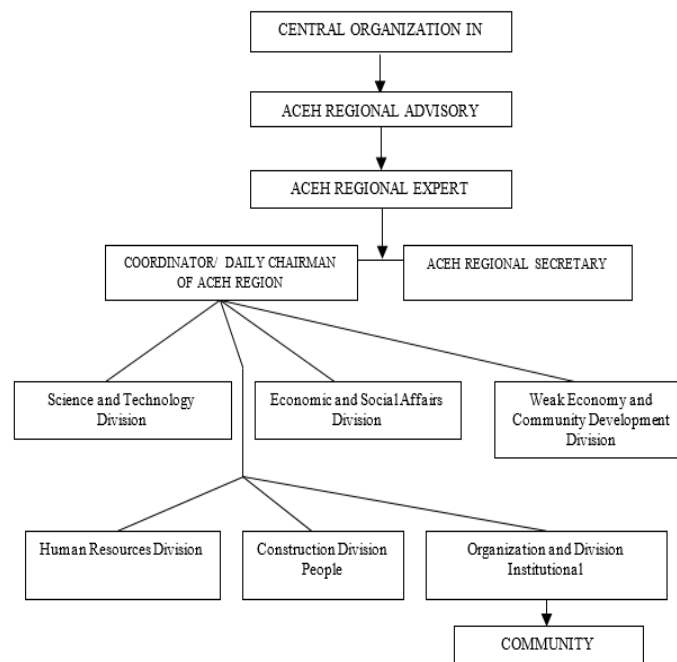 CENTRAL ORGANIZATION IN
ACEH REGIONAL ADVISORY
ACEH REGIONAL EXPERT
COORDINATOR/ DAILY CHAIRMAN
OF ACEH REGION
ACEH REGIONAL SECRETARY
Science and Technology
Division
Economic and Social Affairs
Division
Weak Economy and
Community Development
Division
Human Resources Division
Construction Division
People
Organization and Division
Institutional
COMMUNITY